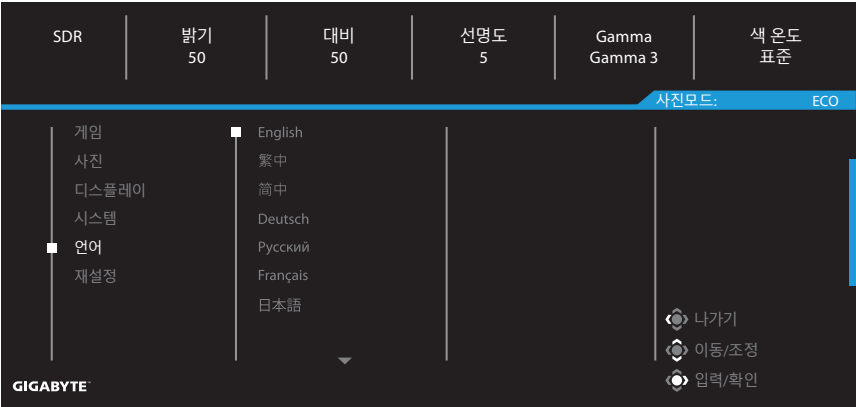 SDR
밝기
50
대비
50
선명도
5
Gamma
Gamma 3
색 온도
표준
사진모드: ECO
게임
사진
디스플레이
시스템
언어
재설정
English
繁中
简中
Deutsch
Русский
Français
日本語
나가기
이동/조정
입력/확인
GIGABYTE™